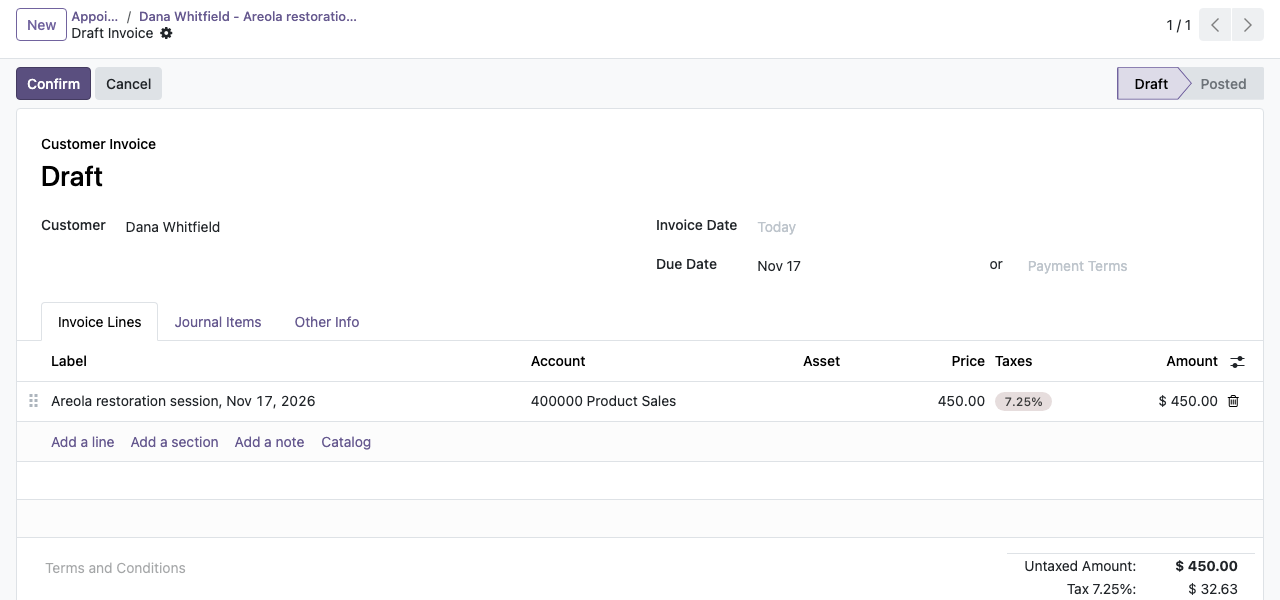 New
Appoi... / Dana Whitfield - Areola restoratio...
Draft Invoice
1 / 1
Confirm Cancel
Draft Posted
Customer Invoice
Draft
Customer Dana Whitfield
Invoice Date Today
Due Date Nov 17 or Payment Terms
Invoice Lines Journal Items Other Info
Label Account Asset Price Taxes Amount
Areola restoration session, Nov 17, 2026 400000 Product Sales 450.00 7.25% $ 450.00
Add a line Add a section Add a note Catalog
Terms and Conditions
Untaxed Amount: $ 450.00
Tax 7.25%: $ 32.63